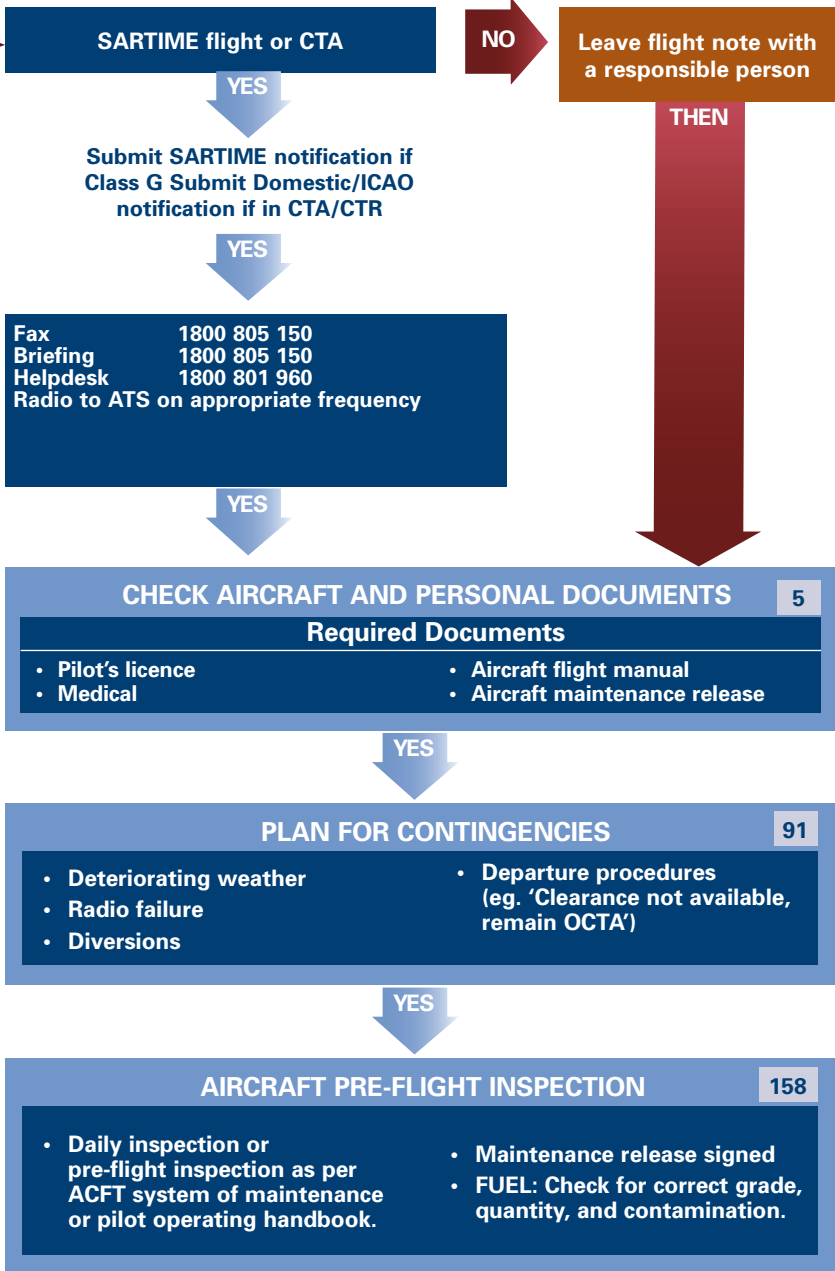 SARTIME flight or CTA
NO
Leave flight note with
a responsible person
YES
THEN
Submit SARTIME notification if
Class G Submit Domestic/ICAO
notification if in CTA/CTR
YES
Fax 1800 805 150
Briefing 1800 805 150
Helpdesk 1800 801 960
Radio to ATS on appropriate frequency
YES
CHECK AIRCRAFT AND PERSONAL DOCUMENTS 5
Required Documents
• Pilot's licence
• Medical
• Aircraft flight manual
• Aircraft maintenance release
YES
PLAN FOR CONTINGENCIES 91
• Deteriorating weather
• Radio failure
• Diversions
• Departure procedures
(eg. ‘Clearance not available,
remain OCTA’)
YES
AIRCRAFT PRE-FLIGHT INSPECTION 158
• Daily inspection or
pre-flight inspection as per
ACFT system of maintenance
or pilot operating handbook.
• Maintenance release signed
• FUEL: Check for correct grade,
quantity, and contamination.